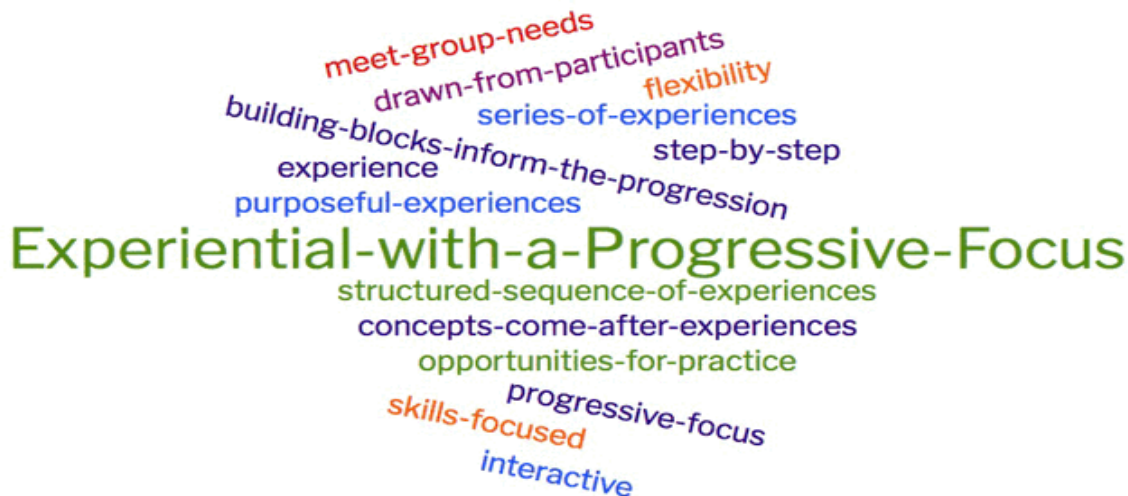 meet-group-needs
drawn-from-participants
flexibility
building-blocks-inform-the-progression
series-of-experiences
step-by-step
experience
purposeful-experiences
Experiential-with-a-Progressive-Focus
structured-sequence-of-experiences
concepts-come-after-experiences
opportunities-for-practice
progressive-focus
skills-focused
interactive